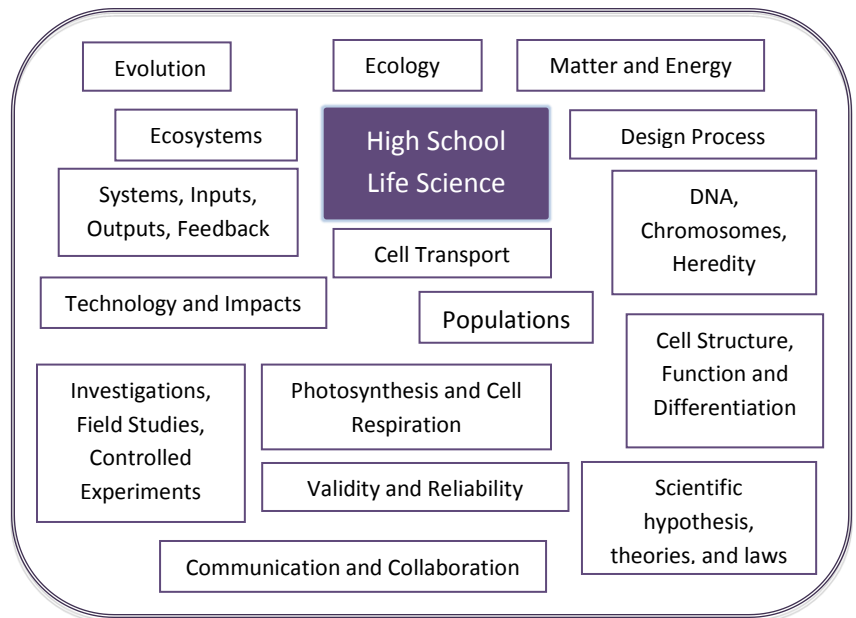 Evolution
Ecology
Matter and Energy
Ecosystems
High School
Life Science
Design Process
Systems, Inputs,
Outputs, Feedback
DNA,
Chromosomes,
Heredity
Cell Transport
Technology and Impacts
Populations
Cell Structure,
Function and
Differentiation
Investigations,
Field Studies,
Controlled
Experiments
Photosynthesis and Cell
Respiration
Validity and Reliability
Scientific
hypothesis,
theories, and laws
Communication and Collaboration